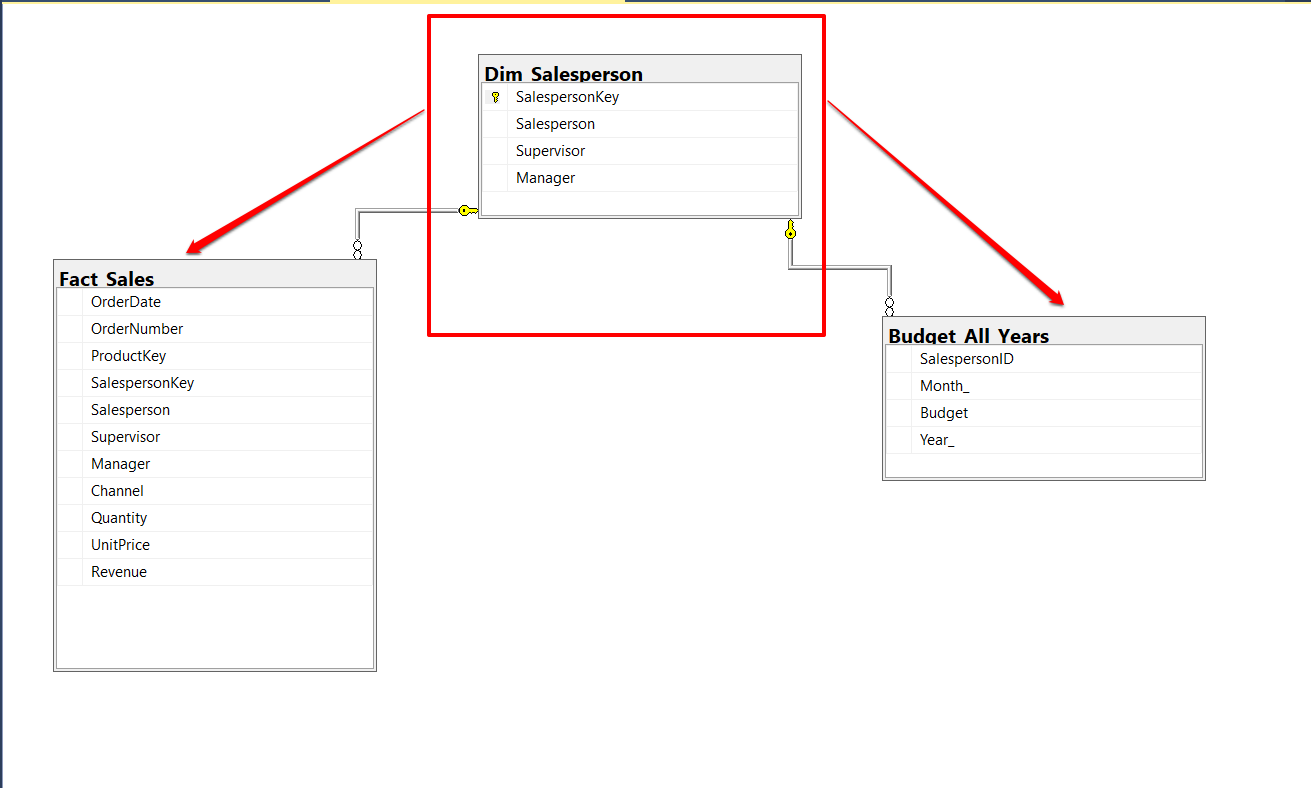 Dim_Salesperson
SalespersonKey
Salesperson
Supervisor
Manager
Fact_Sales
OrderDate
OrderNumber
ProductKey
SalespersonKey
Salesperson
Supervisor
Manager
Channel
Quantity
UnitPrice
Revenue
Budget_All_Years
SalespersonID
Month_
Budget
Year_